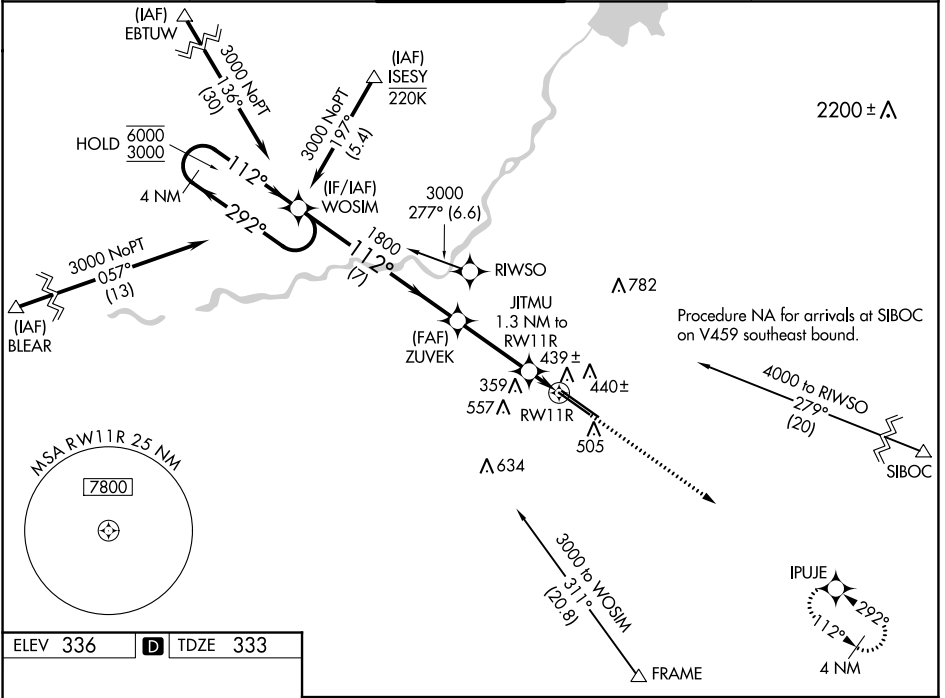 (IAF)
EBTUW
3000 NoPT
136°
(30)
(IAF)
ISESY
220K
3000 NoPT
197°
(5.4)
2200 ±
HOLD 6000
3000
4 NM
112°
292°
(IF/IAF)
WOSIM
3000
277° (6.6)
1800
RIWSO
112°
(7)
3000 NoPT
057°
(13)
(IAF)
BLEAR
782
JITMU
1.3 NM to
RW11R
(FAF)
ZUVEK
439 ±
440 ±
359
557
RW11R
505
634
Procedure NA for arrivals at SIBOC
on V459 southeast bound.
4000 to RIWSO
279°
(20)
SIBOC
MSA RW11R 25 NM
7800
3000 to WOSIM
311°
(20.8)
FRAME
IPUJE
292°
112°
4 NM
ELEV 336 D TDZE 333